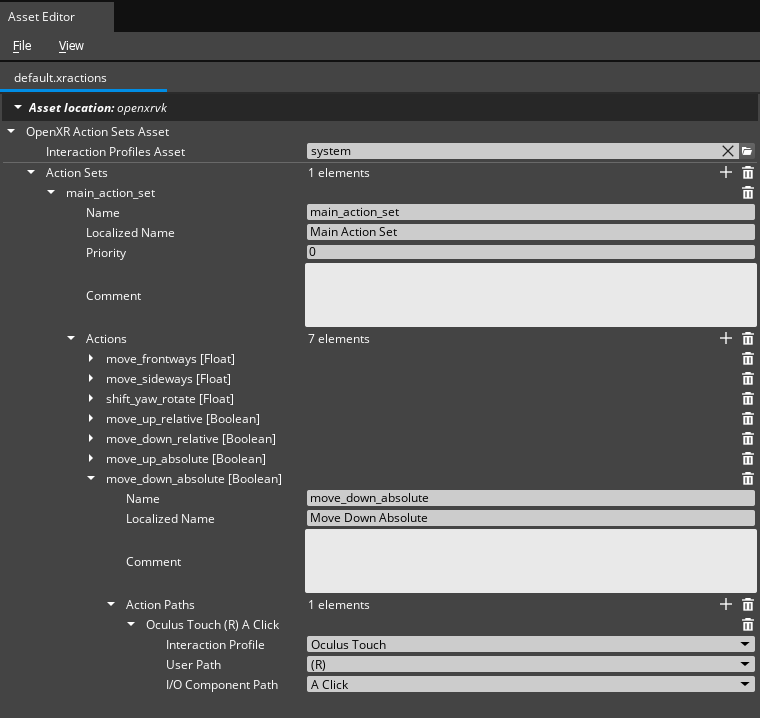 Asset Editor
File View
default.xractions
Asset location: openxrvk
OpenXR Action Sets Asset
Interaction Profiles Asset system
Action Sets 1 elements
main_action_set
Name main_action_set
Localized Name Main Action Set
Priority 0
Comment
Actions 7 elements
move_frontways [Float]
move_sideways [Float]
shift_yaw_rotate [Float]
move_up_relative [Boolean]
move_down_relative [Boolean]
move_up_absolute [Boolean]
move_down_absolute [Boolean]
Name move_down_absolute
Localized Name Move Down Absolute
Comment
Action Paths 1 elements
Oculus Touch (R) A Click
Interaction Profile Oculus Touch
User Path (R)
I/O Component Path A Click